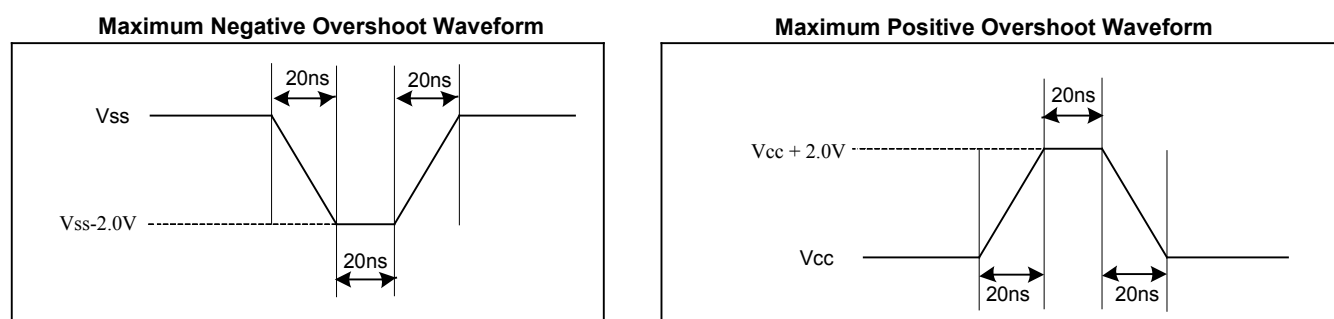 Maximum Negative Overshoot Waveform
20ns
20ns
Vss
Vss-2.0V
20ns
Maximum Positive Overshoot Waveform
20ns
Vcc + 2.0V
Vcc
20ns
20ns